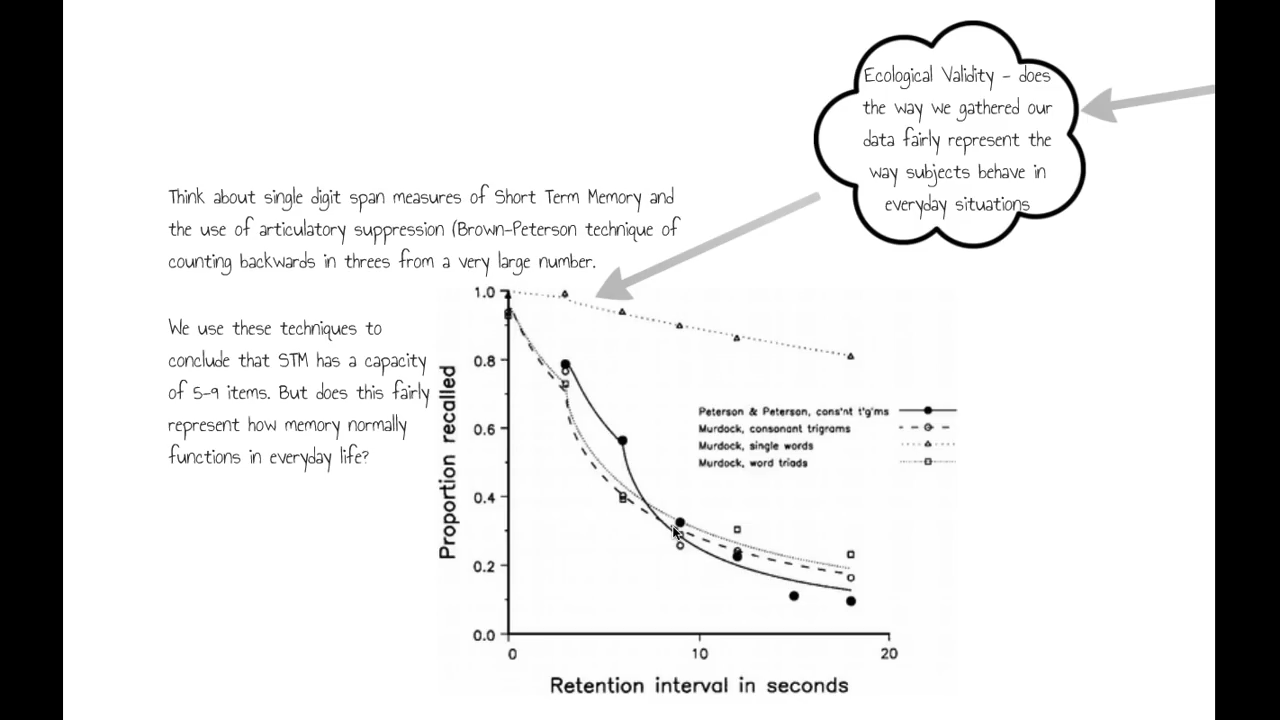 Ecological Validity - does
the way we gathered our
data fairly represent the
way subjects behave in
everyday situations
Think about single digit span measures of Short Term Memory and
the use of articulatory suppression (Brown-Peterson technique of
counting backwards in threes from a very large number.
We use these techniques to
conclude that STM has a capacity
of 5-9 items. But does this fairly
represent how memory normally
functions in everyday life?
Proportion recalled
1.0
0.8
0.6
0.4
0.2
0.0
Peterson & Peterson, cons'nt t'g'ms
Murdock, consonant trigrams
Murdock, single words
Murdock, word triads
0
10
20
Retention interval in seconds